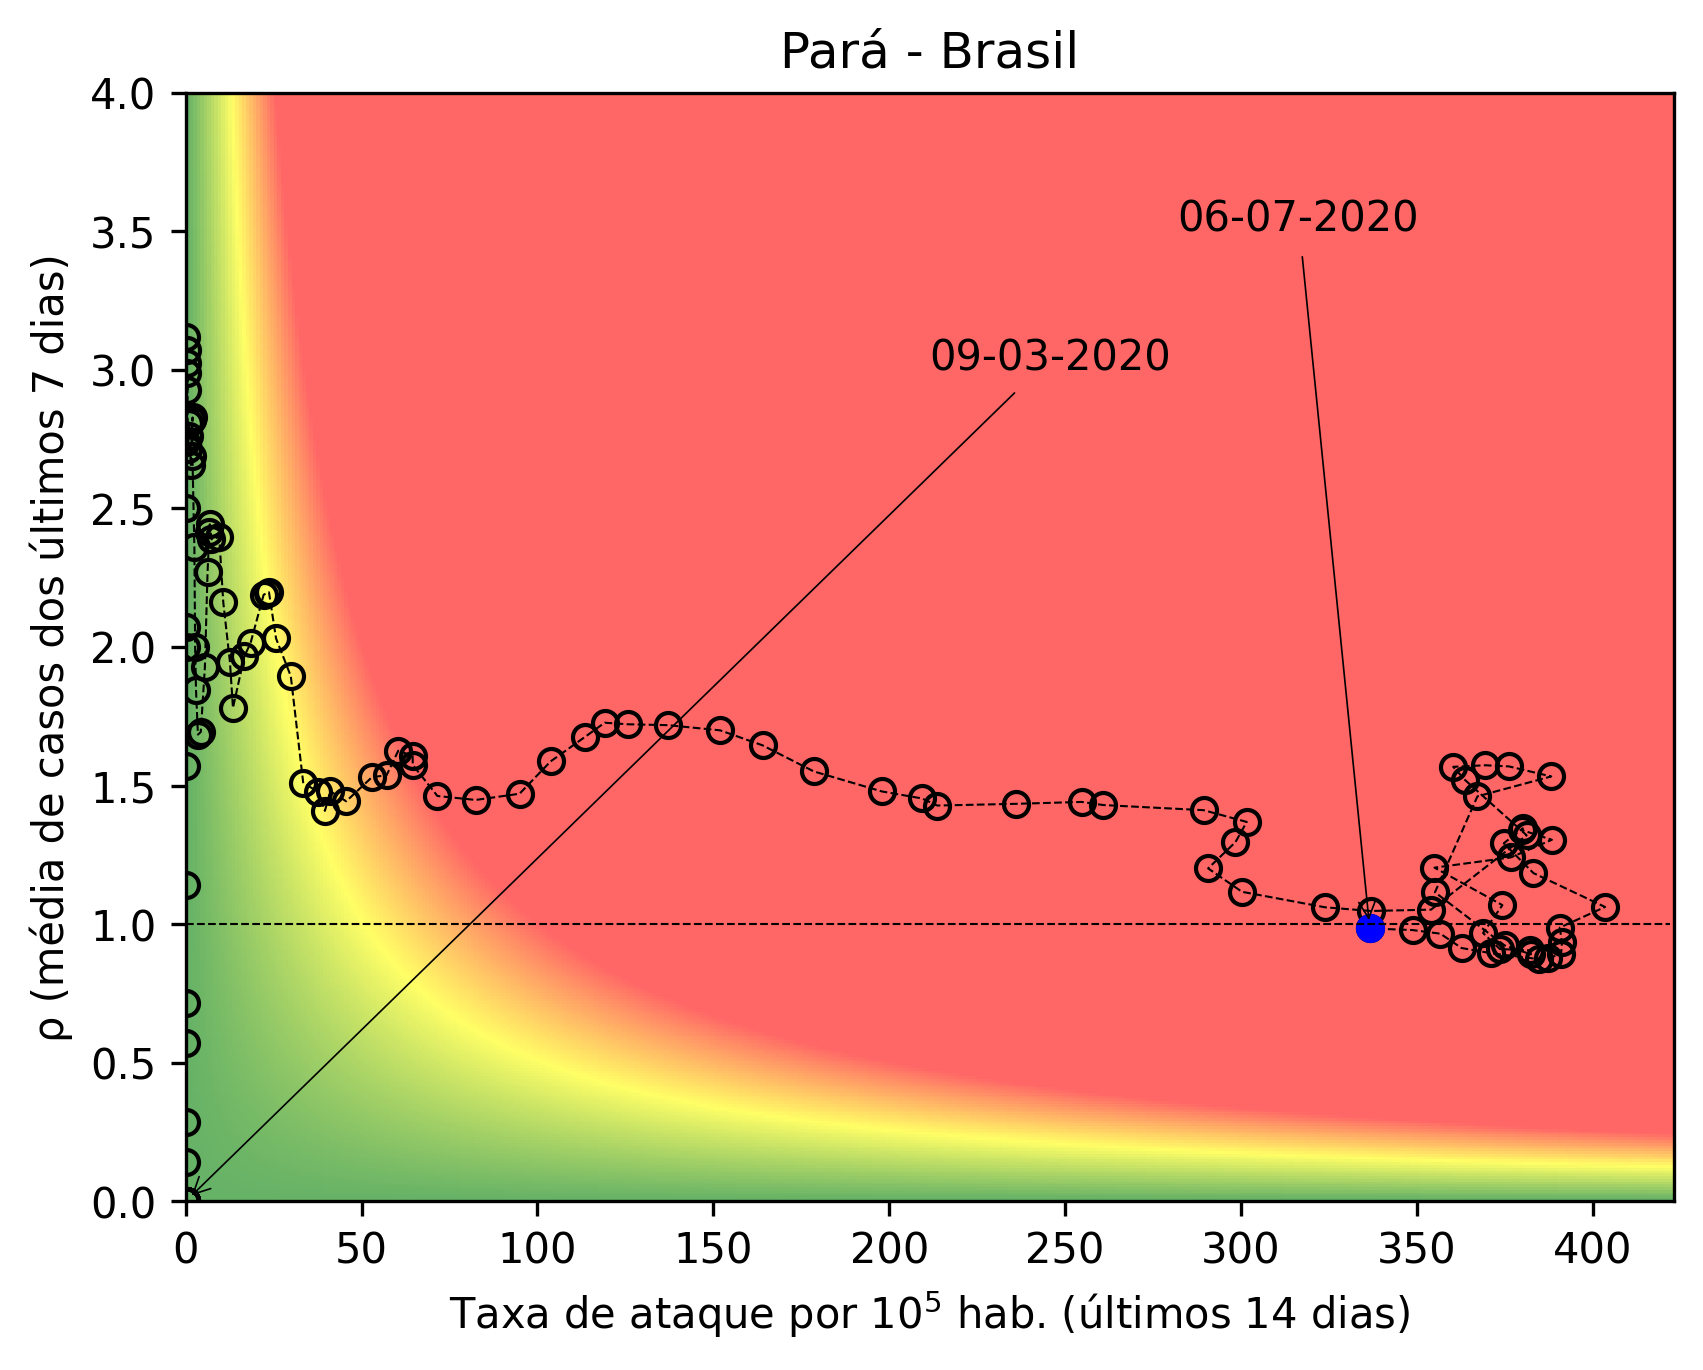 Pará - Brasil
4.0
3.5
3.0
2.5
2.0
1.5
1.0
0.5
0.0
ρ (média de casos dos últimos 7 dias)
06-07-2020
09-03-2020
0 50 100 150 200 250 300 350 400
Taxa de ataque por 10⁵ hab. (últimos 14 dias)